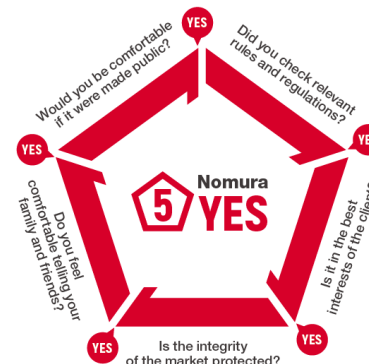 YES
Would you be comfortable
if it were made public?
Did you check relevant
rules and regulations?
YES
YES
5
Nomura
YES
Do you feel
comfortable telling your
family and friends?
Is it in the best
interests of the clients
YES
YES
Is the integrity
of the market protected?